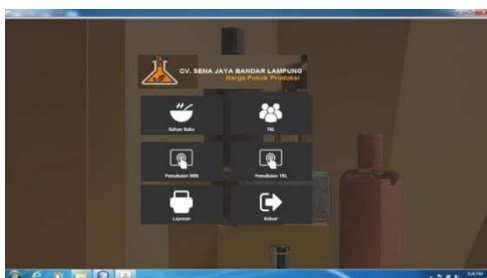 CV. SENA JAYA BANDAR LAMPUNG
Harga Pokok Produksi
Bahan Baku
TKL
Pemakaian BBB
Pemakaian TKL
Laporan
Keluar